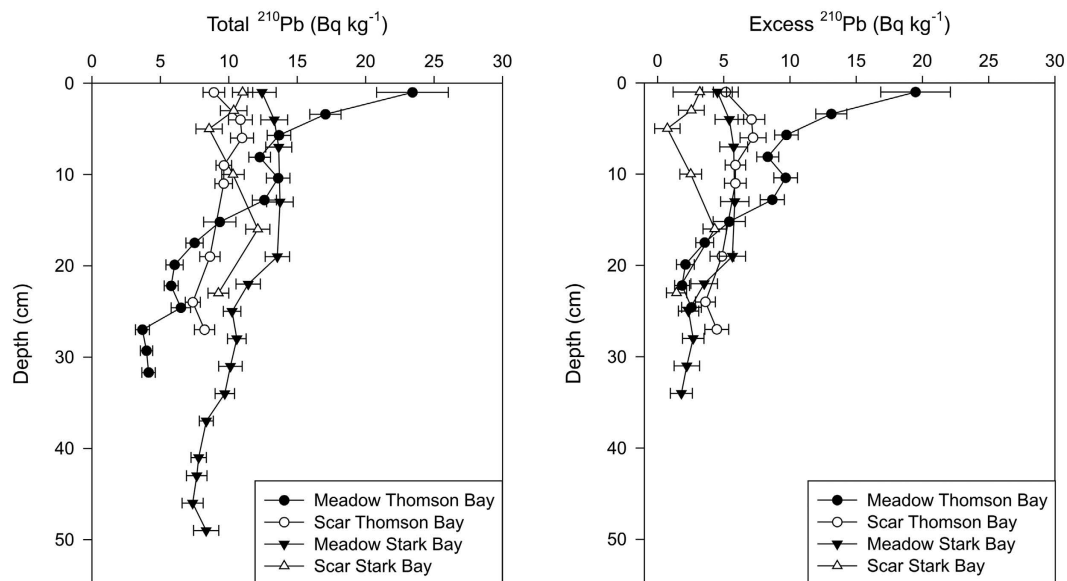 Total ²¹⁰Pb (Bq kg⁻¹)
0 5 10 15 20 25 30
0
10
20
30
40
50
Depth (cm)
Meadow Thomson Bay
Scar Thomson Bay
Meadow Stark Bay
Scar Stark Bay
Excess ²¹⁰Pb (Bq kg⁻¹)
0 5 10 15 20 25 30
0
10
20
30
40
50
Depth (cm)
Meadow Thomson Bay
Scar Thomson Bay
Meadow Stark Bay
Scar Stark Bay